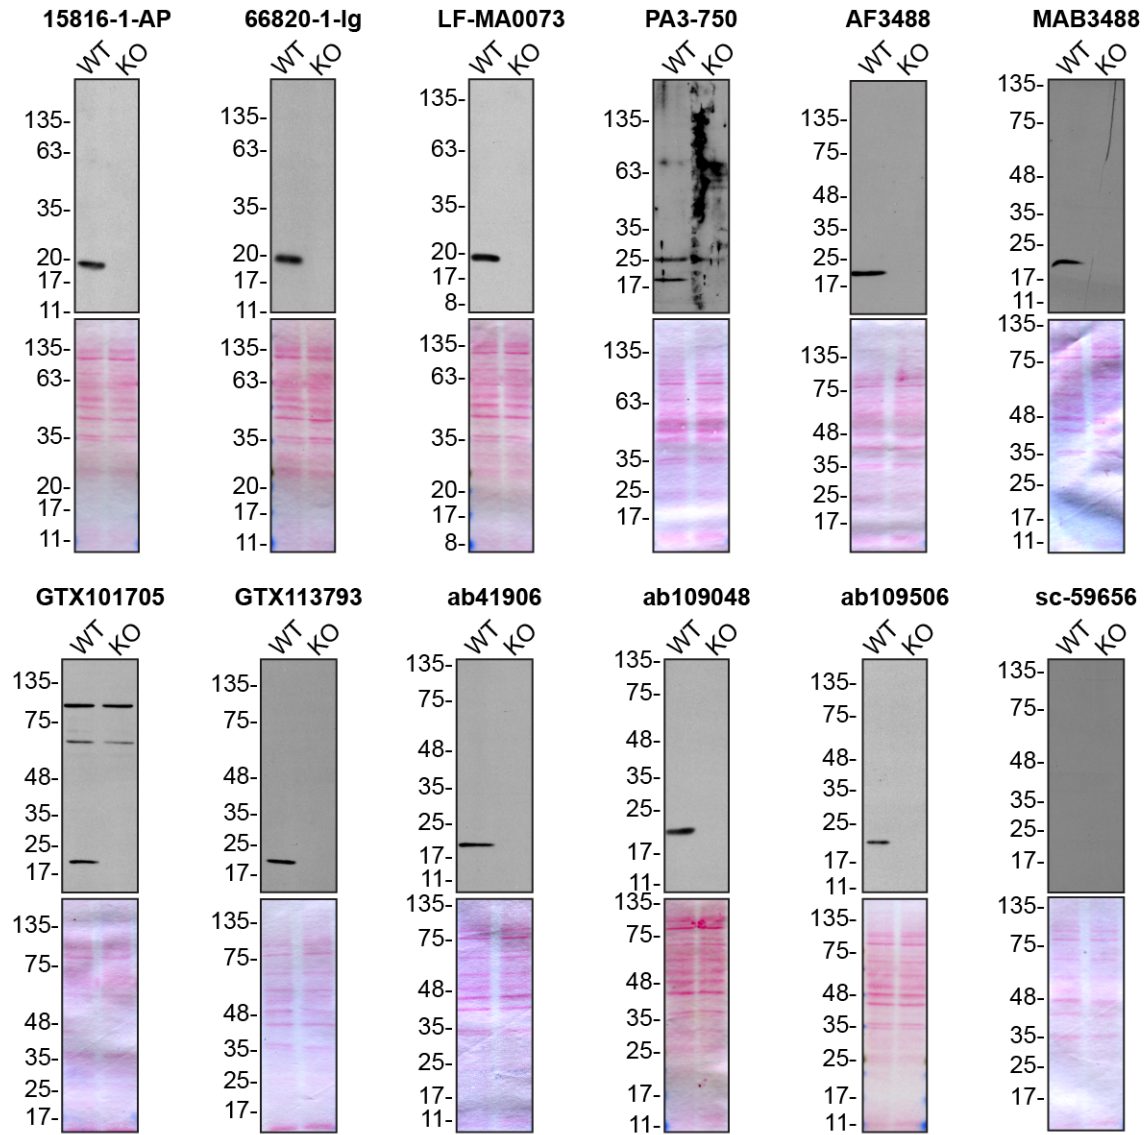 15816-1-AP 66820-1-Ig LF-MA0073 PA3-750 AF3488 MAB3488
WT KO WT KO WT KO WT KO WT KO WT KO
135- 63- 35- 20- 17- 11-
135- 63- 35- 20- 17- 11-
135- 63- 35- 20- 17- 8-
135- 63- 35- 25- 17-
135- 75- 48- 35- 25- 17-
135- 75- 48- 35- 25- 17- 11-
135- 63- 35- 20- 17- 11-
135- 63- 35- 20- 17- 11-
135- 63- 35- 20- 17- 8-
135- 63- 35- 25- 17-
135- 75- 48- 35- 25- 17-
135- 75- 48- 35- 25- 17- 11-
GTX101705 GTX113793 ab41906 ab109048 ab109506 sc-59656
WT KO WT KO WT KO WT KO WT KO WT KO
135- 75- 48- 35- 25- 17-
135- 75- 48- 35- 25- 17-
135- 75- 48- 35- 25- 17- 11-
135- 75- 48- 35- 25- 17- 11-
135- 75- 48- 35- 25- 17- 11-
135- 75- 48- 35- 25- 17-
135- 75- 48- 35- 25- 17-
135- 75- 48- 35- 25- 17-
135- 75- 48- 35- 25- 17- 11-
135- 75- 48- 35- 25- 17- 11-
135- 75- 48- 35- 25- 17- 11-
135- 75- 48- 35- 25- 17-